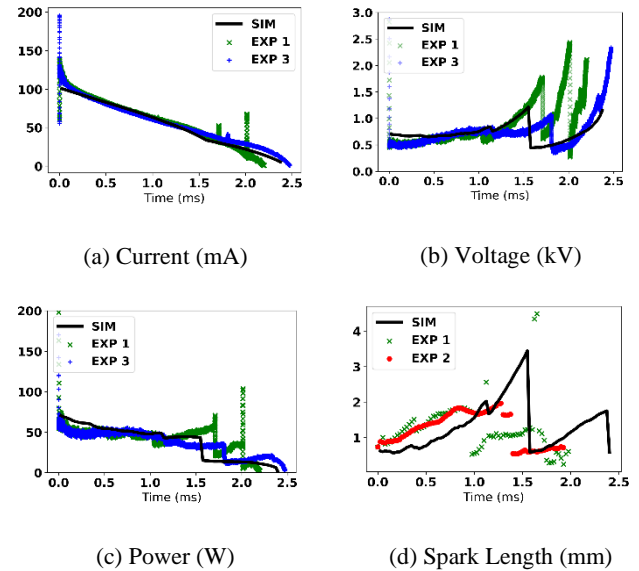 200
150
100
50
0
SIM
EXP 1
EXP 3
0.0 0.5 1.0 1.5 2.0 2.5
Time (ms)
(a) Current (mA)
3.0
2.5
2.0
1.5
1.0
0.5
0.0
SIM
EXP 1
EXP 3
0.0 0.5 1.0 1.5 2.0 2.5
Time (ms)
(b) Voltage (kV)
200
150
100
50
0
SIM
EXP 1
EXP 3
0.0 0.5 1.0 1.5 2.0 2.5
Time (ms)
(c) Power (W)
4
3
2
1
SIM
EXP 1
EXP 2
0.0 0.5 1.0 1.5 2.0 2.5
Time (ms)
(d) Spark Length (mm)